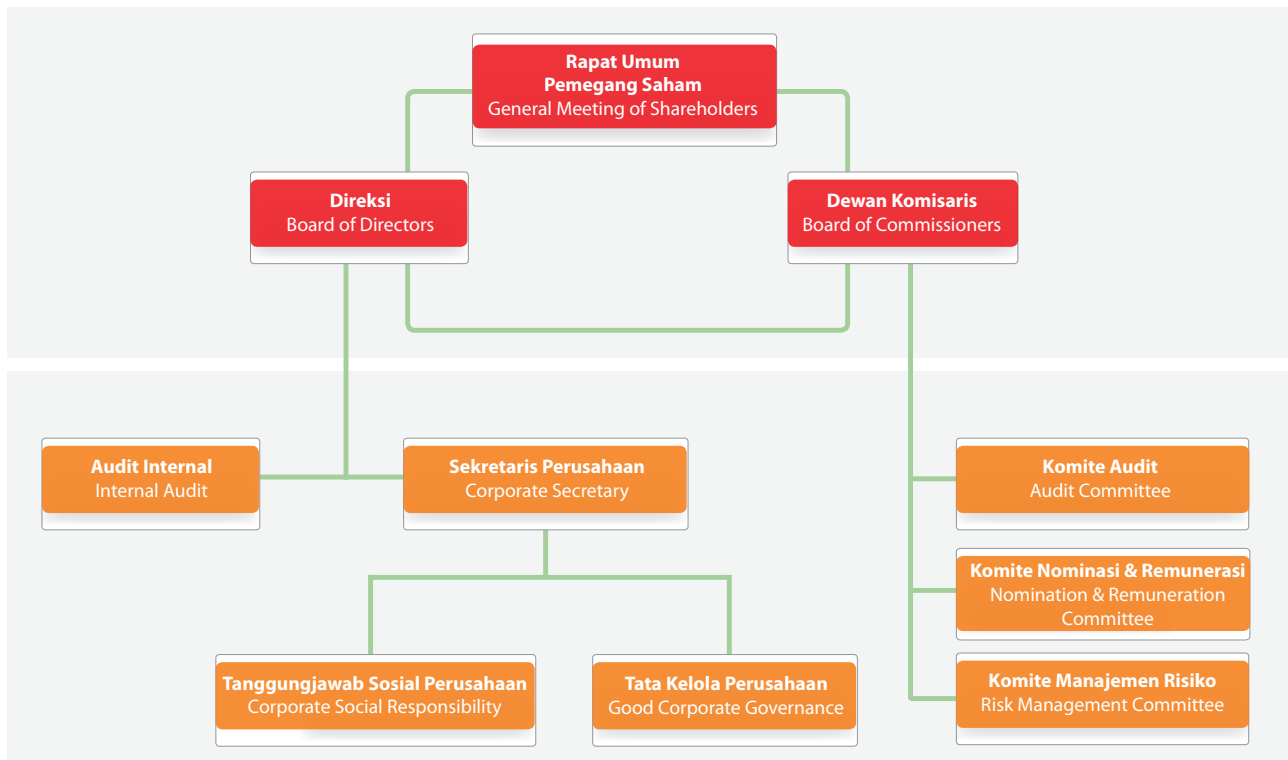 Rapat Umum
Pemegang Saham
General Meeting of Shareholders
Direksi
Board of Directors
Dewan Komisaris
Board of Commissioners
Audit Internal
Internal Audit
Sekretaris Perusahaan
Corporate Secretary
Komite Audit
Audit Committee
Komite Nominasi & Remunerasi
Nomination & Remuneration
Committee
Tanggungjawab Sosial Perusahaan
Corporate Social Responsibility
Tata Kelola Perusahaan
Good Corporate Governance
Komite Manajemen Risiko
Risk Management Committee